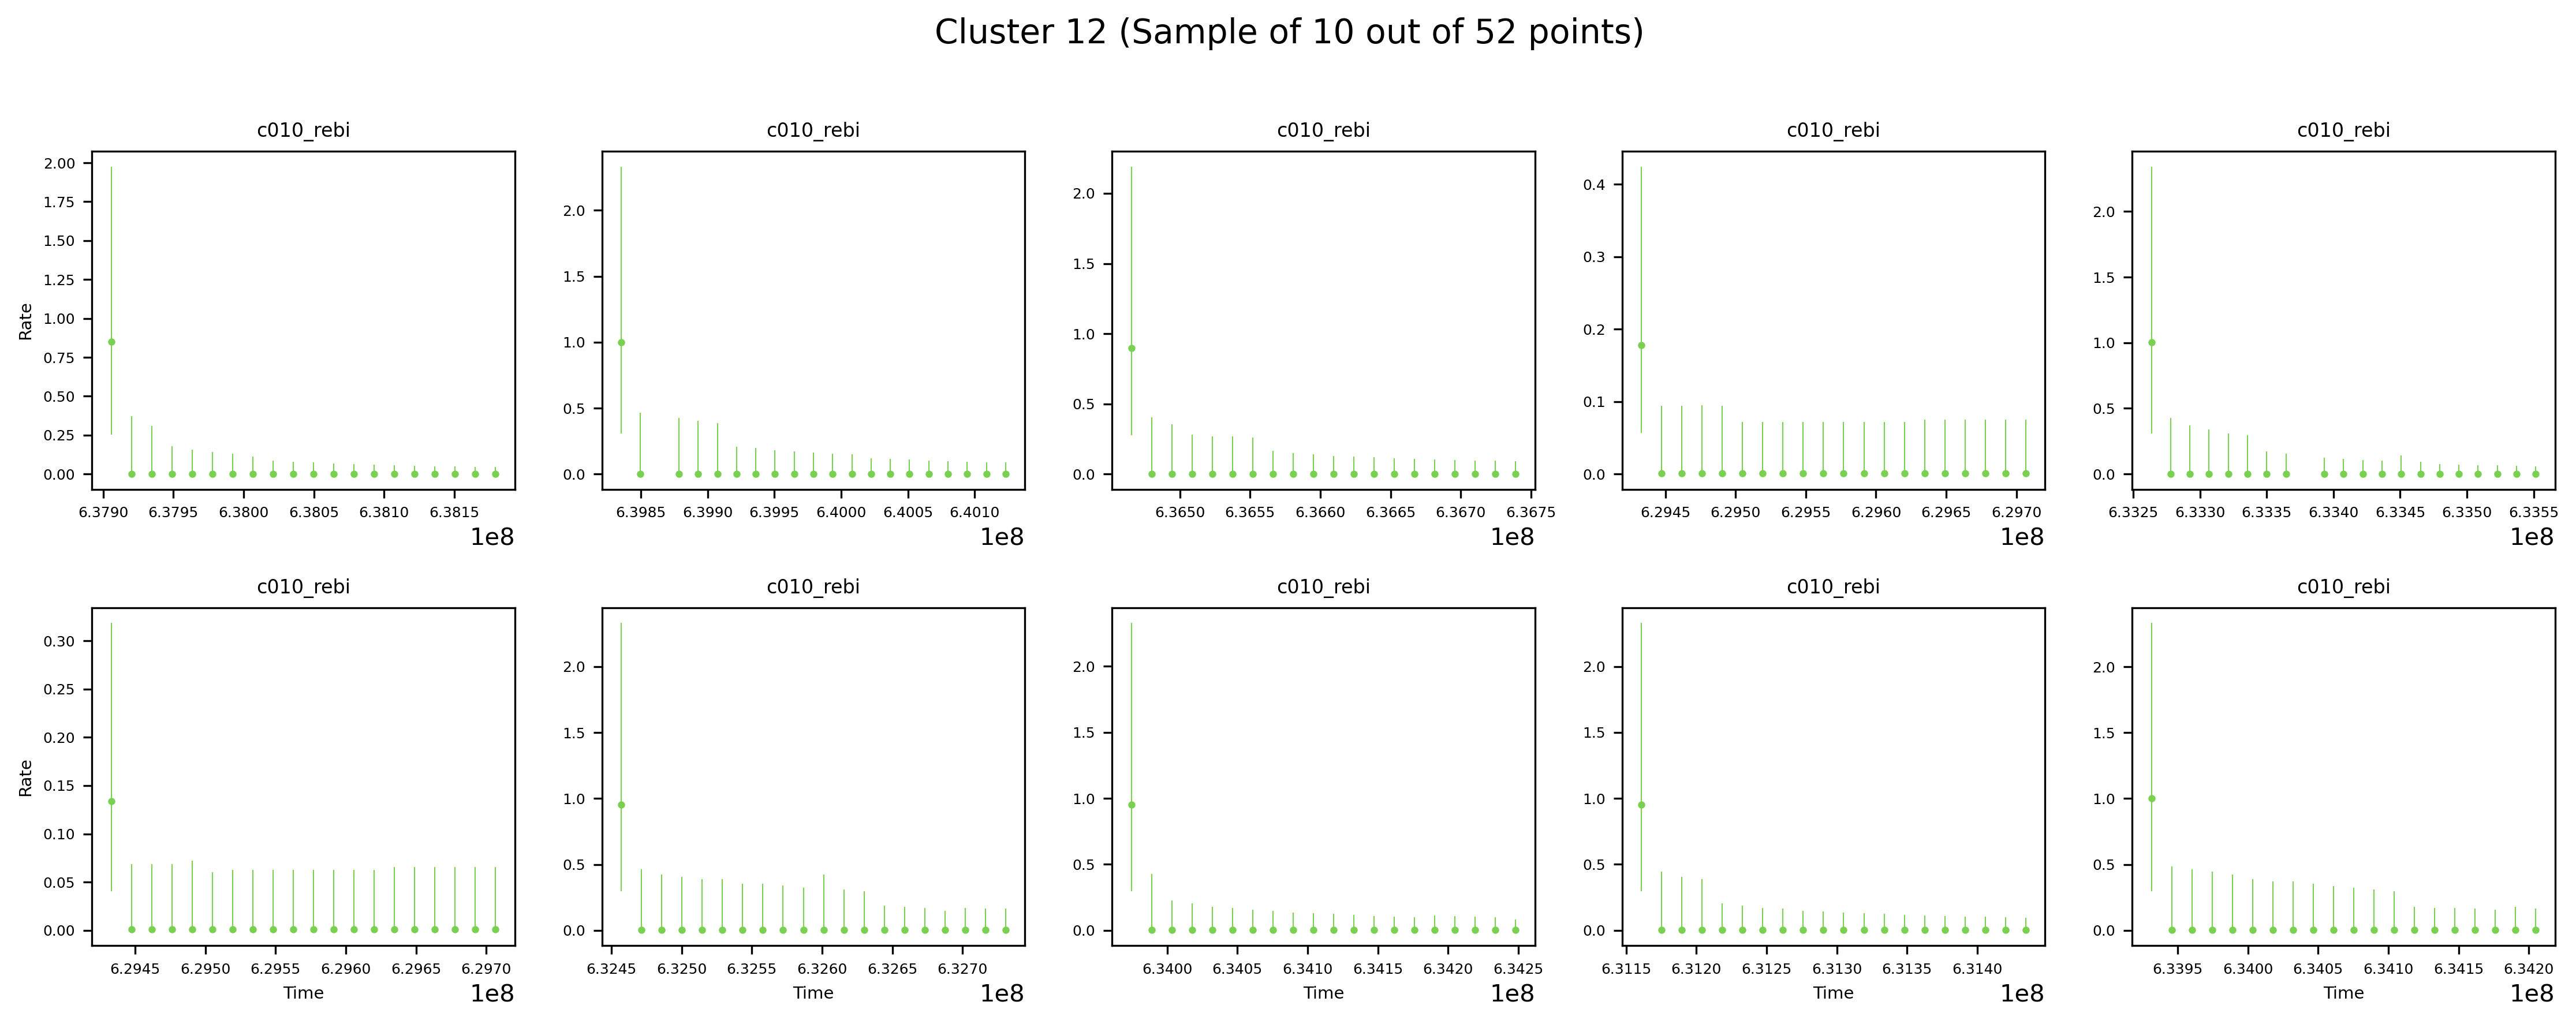 Cluster 12 (Sample of 10 out of 52 points)
c010_rebi c010_rebi c010_rebi c010_rebi c010_rebi
Rate
2.00
1.75
1.50
1.25
1.00
0.75
0.50
0.25
0.00
6.3790 6.3795 6.3800 6.3805 6.3810 6.3815
1e8
2.0
1.5
1.0
0.5
0.0
6.3985 6.3990 6.3995 6.4000 6.4005 6.4010
1e8
2.0
1.5
1.0
0.5
0.0
6.3650 6.3655 6.3660 6.3665 6.3670 6.3675
1e8
0.4
0.3
0.2
0.1
0.0
6.2945 6.2950 6.2955 6.2960 6.2965 6.2970
1e8
2.0
1.5
1.0
0.5
0.0
6.3325 6.3330 6.3335 6.3340 6.3345 6.3350 6.3355
1e8
c010_rebi c010_rebi c010_rebi c010_rebi c010_rebi
Rate
0.30
0.25
0.20
0.15
0.10
0.05
0.00
6.2945 6.2950 6.2955 6.2960 6.2965 6.2970
Time
1e8
2.0
1.5
1.0
0.5
0.0
6.3245 6.3250 6.3255 6.3260 6.3265 6.3270
Time
1e8
2.0
1.5
1.0
0.5
0.0
6.3400 6.3405 6.3410 6.3415 6.3420 6.3425
Time
1e8
2.0
1.5
1.0
0.5
0.0
6.3115 6.3120 6.3125 6.3130 6.3135 6.3140
Time
1e8
2.0
1.5
1.0
0.5
0.0
6.3395 6.3400 6.3405 6.3410 6.3415 6.3420
Time
1e8